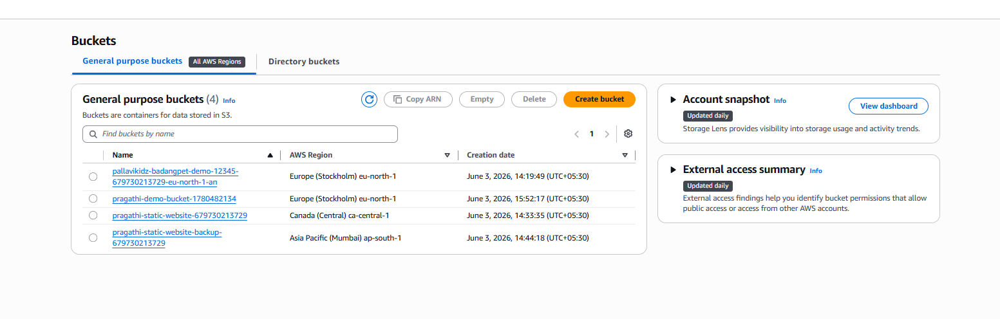 Buckets
General purpose buckets All AWS Regions Directory buckets
General purpose buckets (4) Info
Copy ARN Empty Delete Create bucket
Buckets are containers for data stored in S3.
Find buckets by name
1
Name AWS Region Creation date
pallavikidz-badangpet-demo-12345-
679730213729-eu-north-1-an Europe (Stockholm) eu-north-1 June 3, 2026, 14:19:49 (UTC+05:30)
pragathi-demo-bucket-1780482134 Europe (Stockholm) eu-north-1 June 3, 2026, 15:52:17 (UTC+05:30)
pragathi-static-website-679730213729 Canada (Central) ca-central-1 June 3, 2026, 14:33:35 (UTC+05:30)
pragathi-static-website-backup-
679730213729 Asia Pacific (Mumbai) ap-south-1 June 3, 2026, 14:44:18 (UTC+05:30)
Account snapshot Info
View dashboard
Updated daily
Storage Lens provides visibility into storage usage and activity trends.
External access summary Info
Updated daily
External access findings help you identify bucket permissions that allow
public access or access from other AWS accounts.